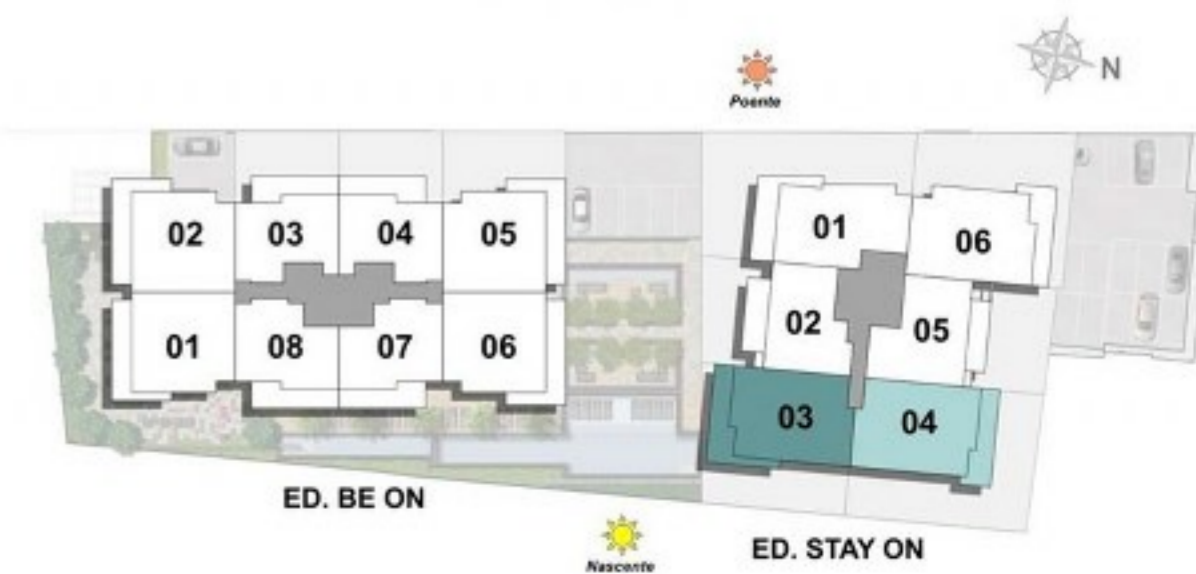 N
Poente
02 03 04 05
01 08 07 06
01 06
02 05
03 04
ED. BE ON
ED. STAY ON
Nascente